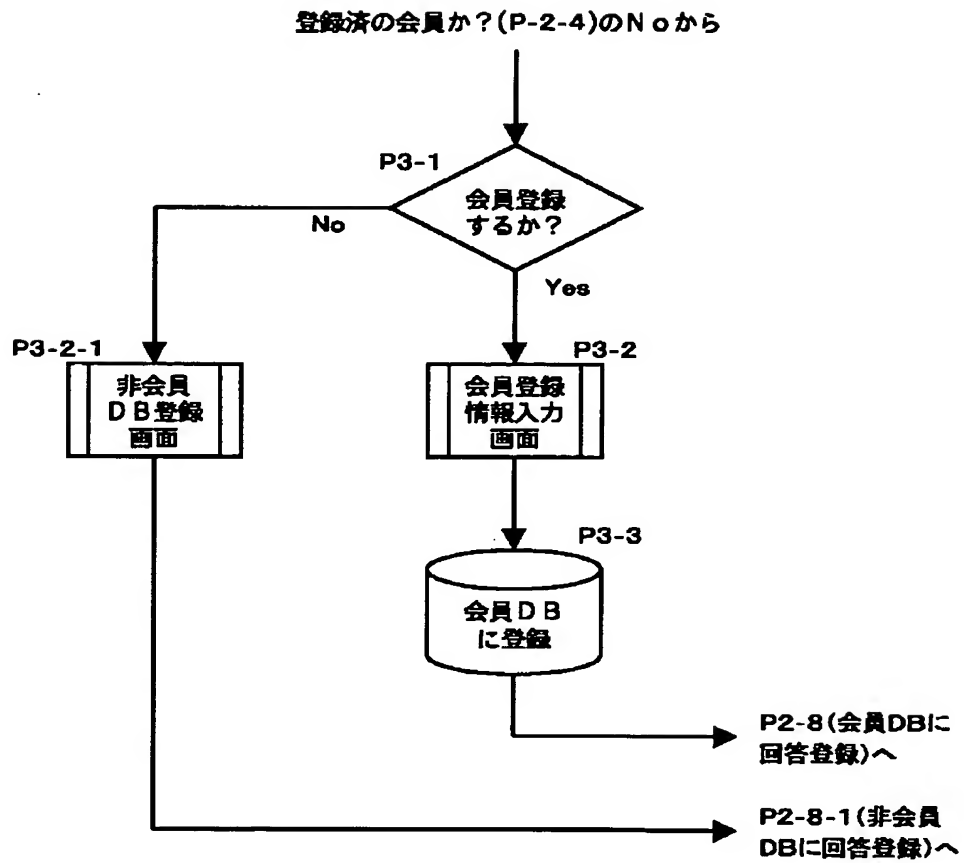 登録済の会員か？(P-2-4)のＮｏから
P3-1
会員登録
するか？
No
Yes
P3-2-1
非会員
ＤＢ登録
画面
P3-2
会員登録
情報入力
画面
P3-3
会員ＤＢ
に登録
P2-8(会員DBに
回答登録)へ
P2-8-1(非会員
DBに回答登録)へ